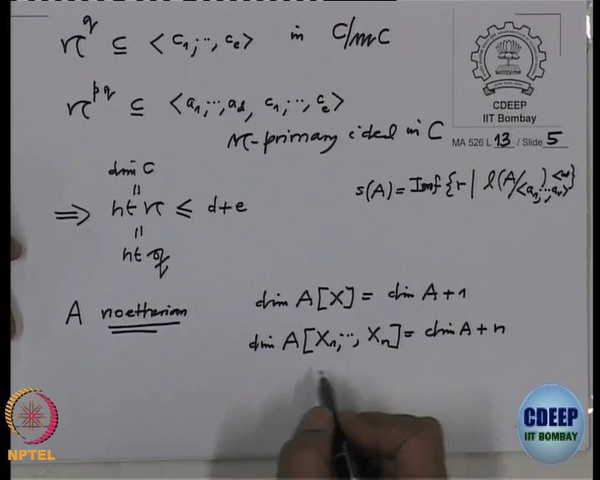 𝔫^q ⊆ <c_1,..,c_e> in C/𝔪C
𝔫^{pq} ⊆ <a_1,..,a_d, c_1,..,c_e>
𝔫-primary ideal in C
dim C
=
⇒ ht 𝔫 ≤ d+e
=
ht 𝔮
s(A) = Inf{r | l(A/<a_1,..,a_r>) <∞}
A noetherian
dim A[X] = dim A+1
dim A[X_1,..,X_n] = dim A+n
CDEEP
IIT Bombay
MA 526 L 13 / Slide 5
NPTEL
CDEEP
IIT BOMBAY